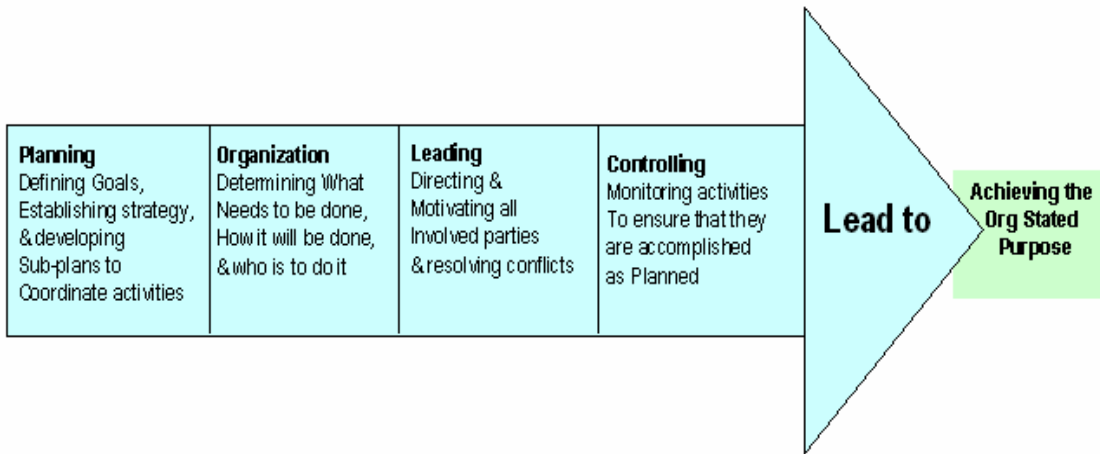 Planning
Defining Goals,
Establishing strategy,
& developing
Sub-plans to
Coordinate activities
Organization
Determining What
Needs to be done,
How it will be done,
& who is to do it
Leading
Directing &
Motivating all
Involved parties
& resolving conflicts
Controlling
Monitoring activities
To ensure that they
are accomplished
as Planned
Lead to
Achieving the
Org Stated
Purpose